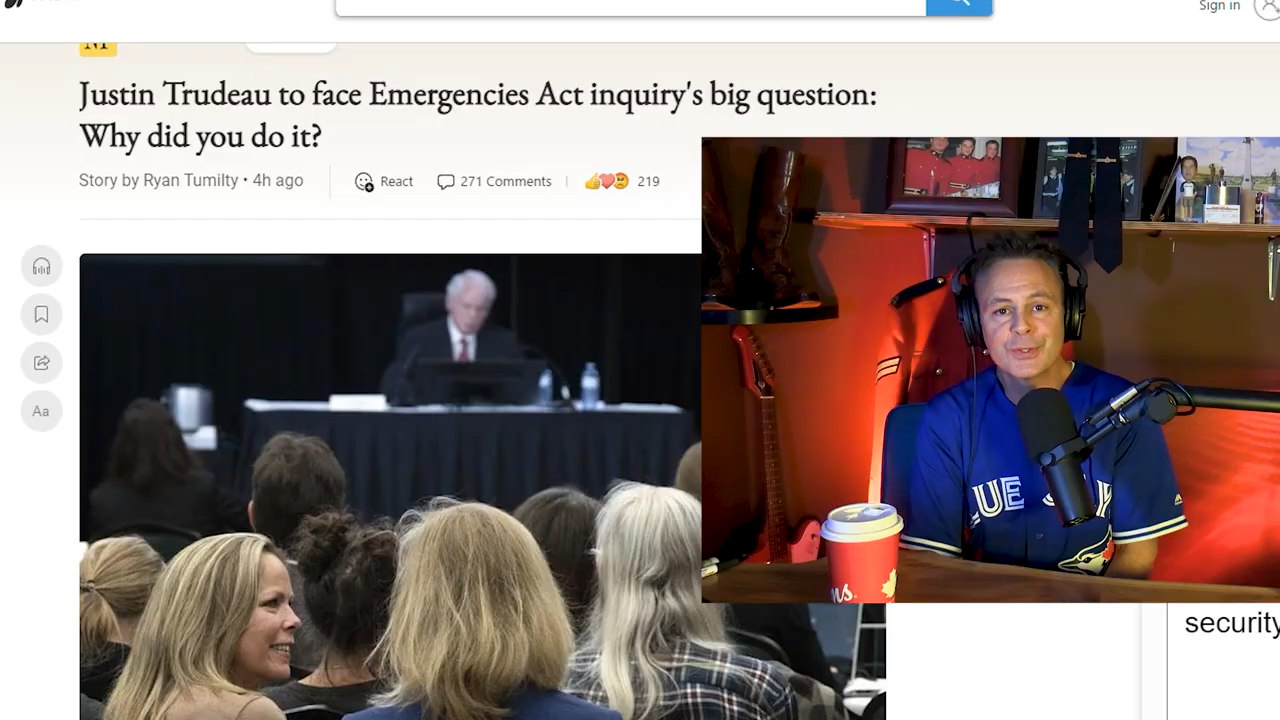 Sign in
NP
Justin Trudeau to face Emergencies Act inquiry's big question:
Why did you do it?
Story by Ryan Tumilty • 4h ago
React
271 Comments
219
Aa
security